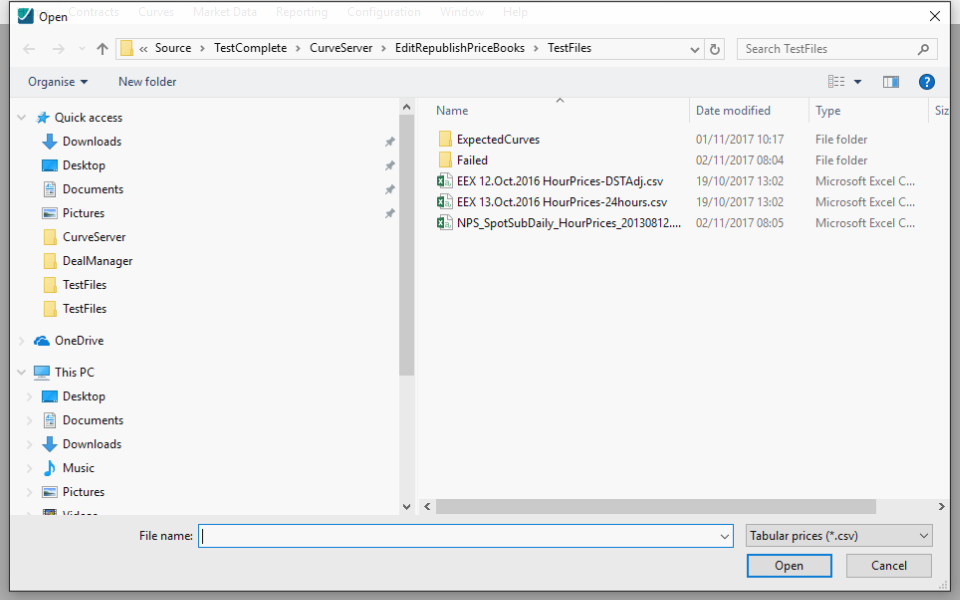 Contracts Curves Market Data Reporting Configuration Window Help
Open
« Source > TestComplete > CurveServer > EditRepublishPriceBooks > TestFiles
Search TestFiles
Organise New folder
Name Date modified Type Siz
Quick access
Downloads
Desktop
Documents
Pictures
CurveServer
DealManager
TestFiles
TestFiles
OneDrive
This PC
Desktop
Documents
Downloads
Music
Pictures
Videos
ExpectedCurves 01/11/2017 10:17 File folder
Failed 02/11/2017 08:04 File folder
EEX 12.Oct.2016 HourPrices-DSTAdj.csv 19/10/2017 13:02 Microsoft Excel C...
EEX 13.Oct.2016 HourPrices-24hours.csv 19/10/2017 13:02 Microsoft Excel C...
NPS_SpotSubDaily_HourPrices_20130812.... 02/11/2017 08:05 Microsoft Excel C...
File name:
Tabular prices (*.csv)
Open Cancel